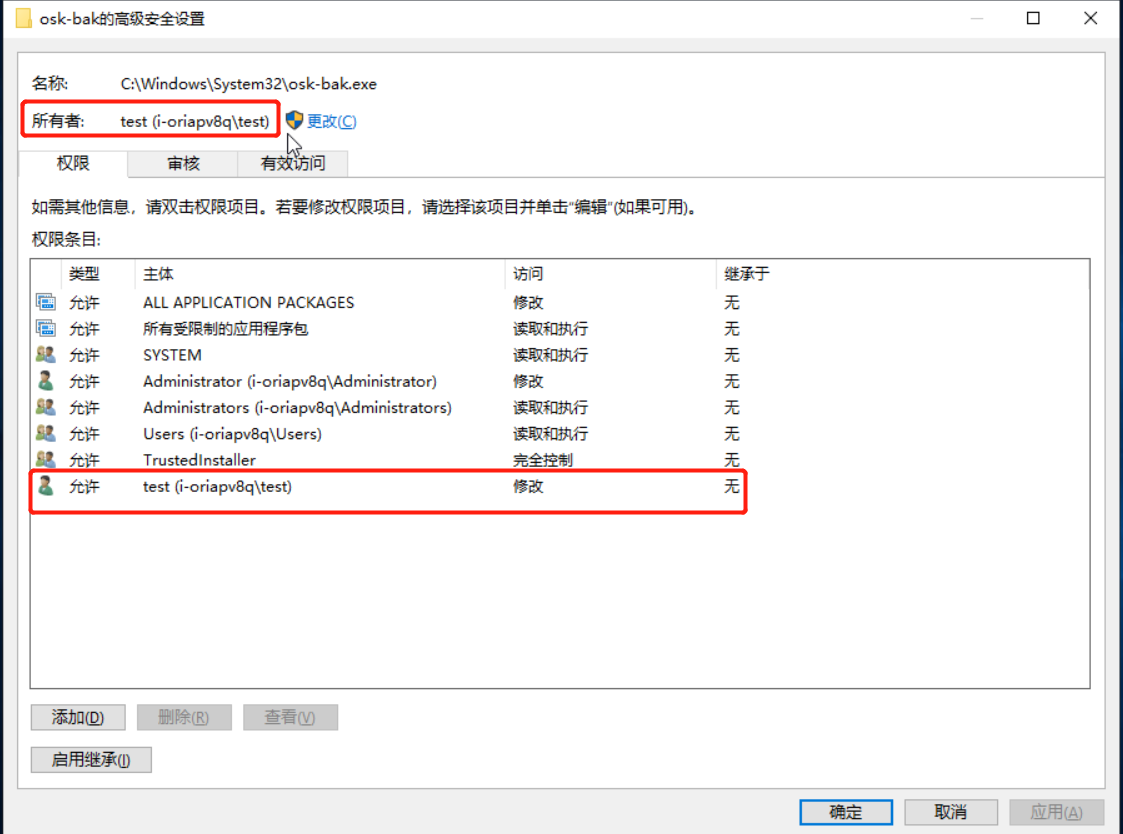 osk-bak的高级安全设置
名称: C:\Windows\System32\osk-bak.exe
所有者: test (i-oriapv8q\test) 更改(C)
权限 审核 有效访问
如需其他信息，请双击权限项目。若要修改权限项目，请选择该项目并单击“编辑”(如果可用)。
权限条目:
类型 主体 访问 继承于
允许 ALL APPLICATION PACKAGES 修改 无
允许 所有受限制的应用程序包 读取和执行 无
允许 SYSTEM 读取和执行 无
允许 Administrator (i-oriapv8q\Administrator) 修改 无
允许 Administrators (i-oriapv8q\Administrators) 读取和执行 无
允许 Users (i-oriapv8q\Users) 读取和执行 无
允许 TrustedInstaller 完全控制 无
允许 test (i-oriapv8q\test) 修改 无
添加(D) 删除(R) 查看(V)
启用继承(I)
确定 取消 应用(A)